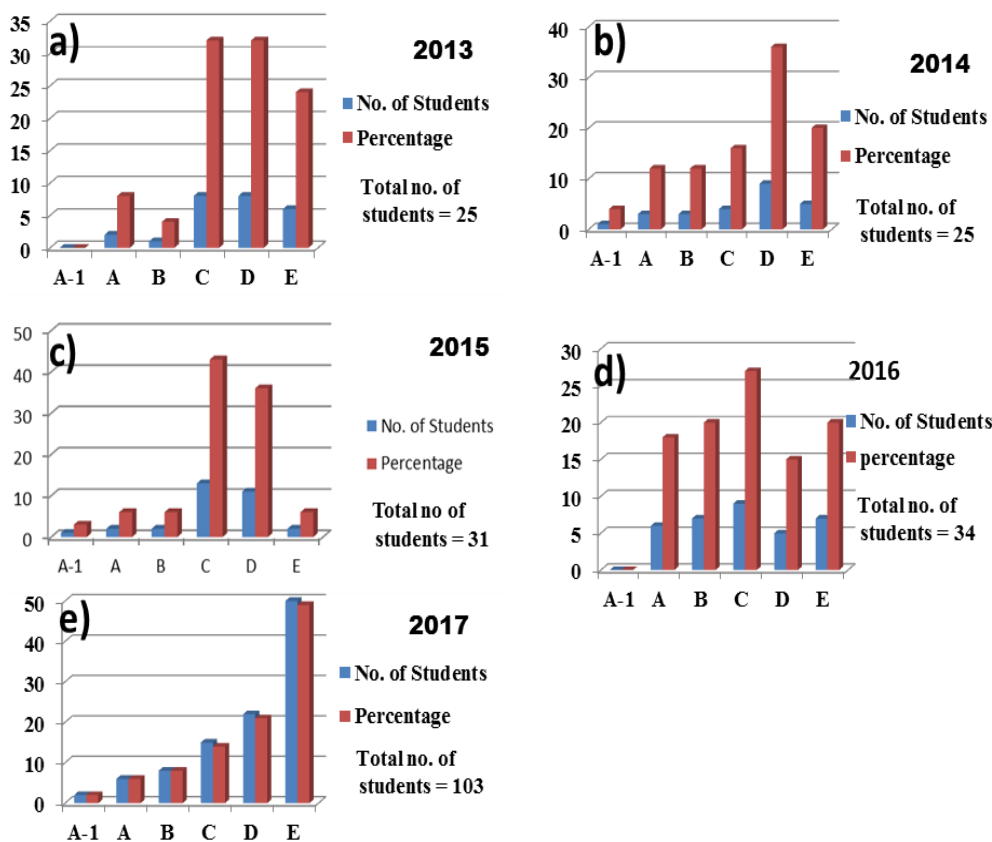 a)
2013
35
30
25
20
15
10
5
0
A-1 A B C D E
No. of Students
Percentage
Total no. of
students = 25
b)
2014
40
30
20
10
0
A-1 A B C D E
No. of Students
Percentage
Total no. of
students = 25
c)
2015
50
40
30
20
10
0
A-1 A B C D E
No. of Students
Percentage
Total no of
students = 31
d)
2016
30
25
20
15
10
5
0
A-1 A B C D E
No. of Students
percentage
Total no. of
students = 34
e)
2017
50
40
30
20
10
0
A-1 A B C D E
No. of Students
Percentage
Total no. of
students = 103